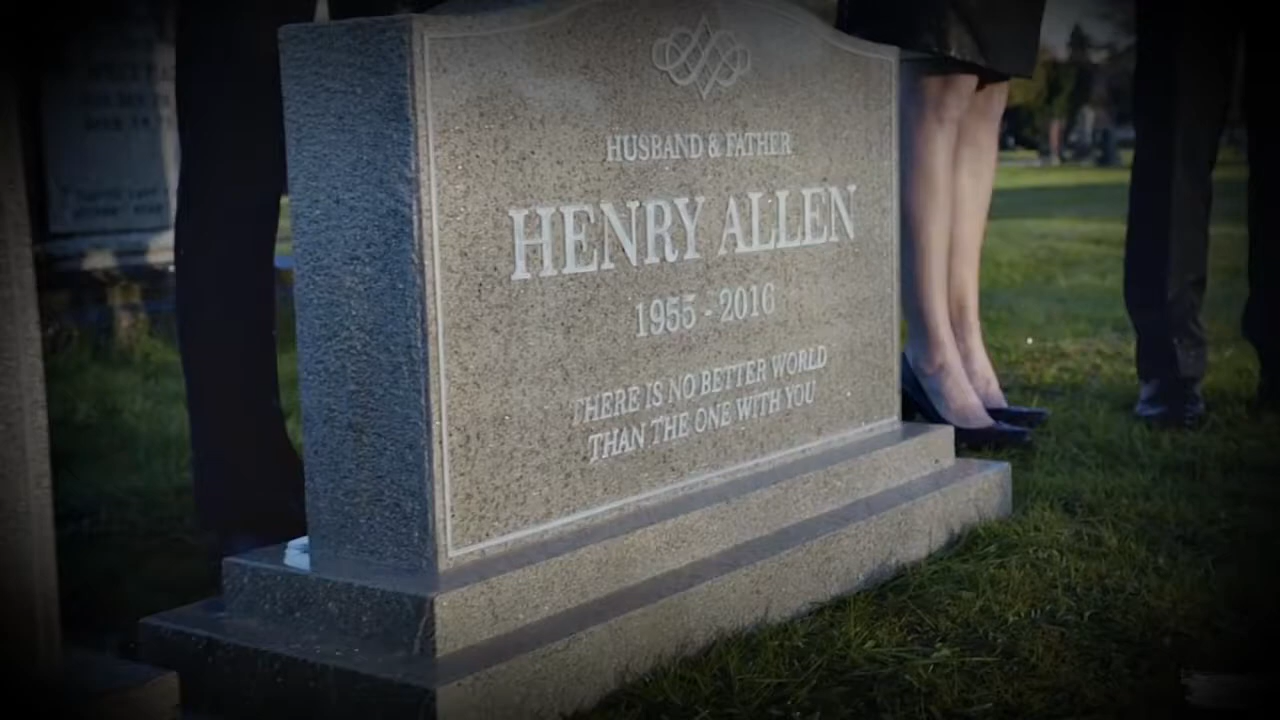 HUSBAND & FATHER
HENRY ALLEN
1955 - 2016
THERE IS NO BETTER WORLD
THAN THE ONE WITH YOU